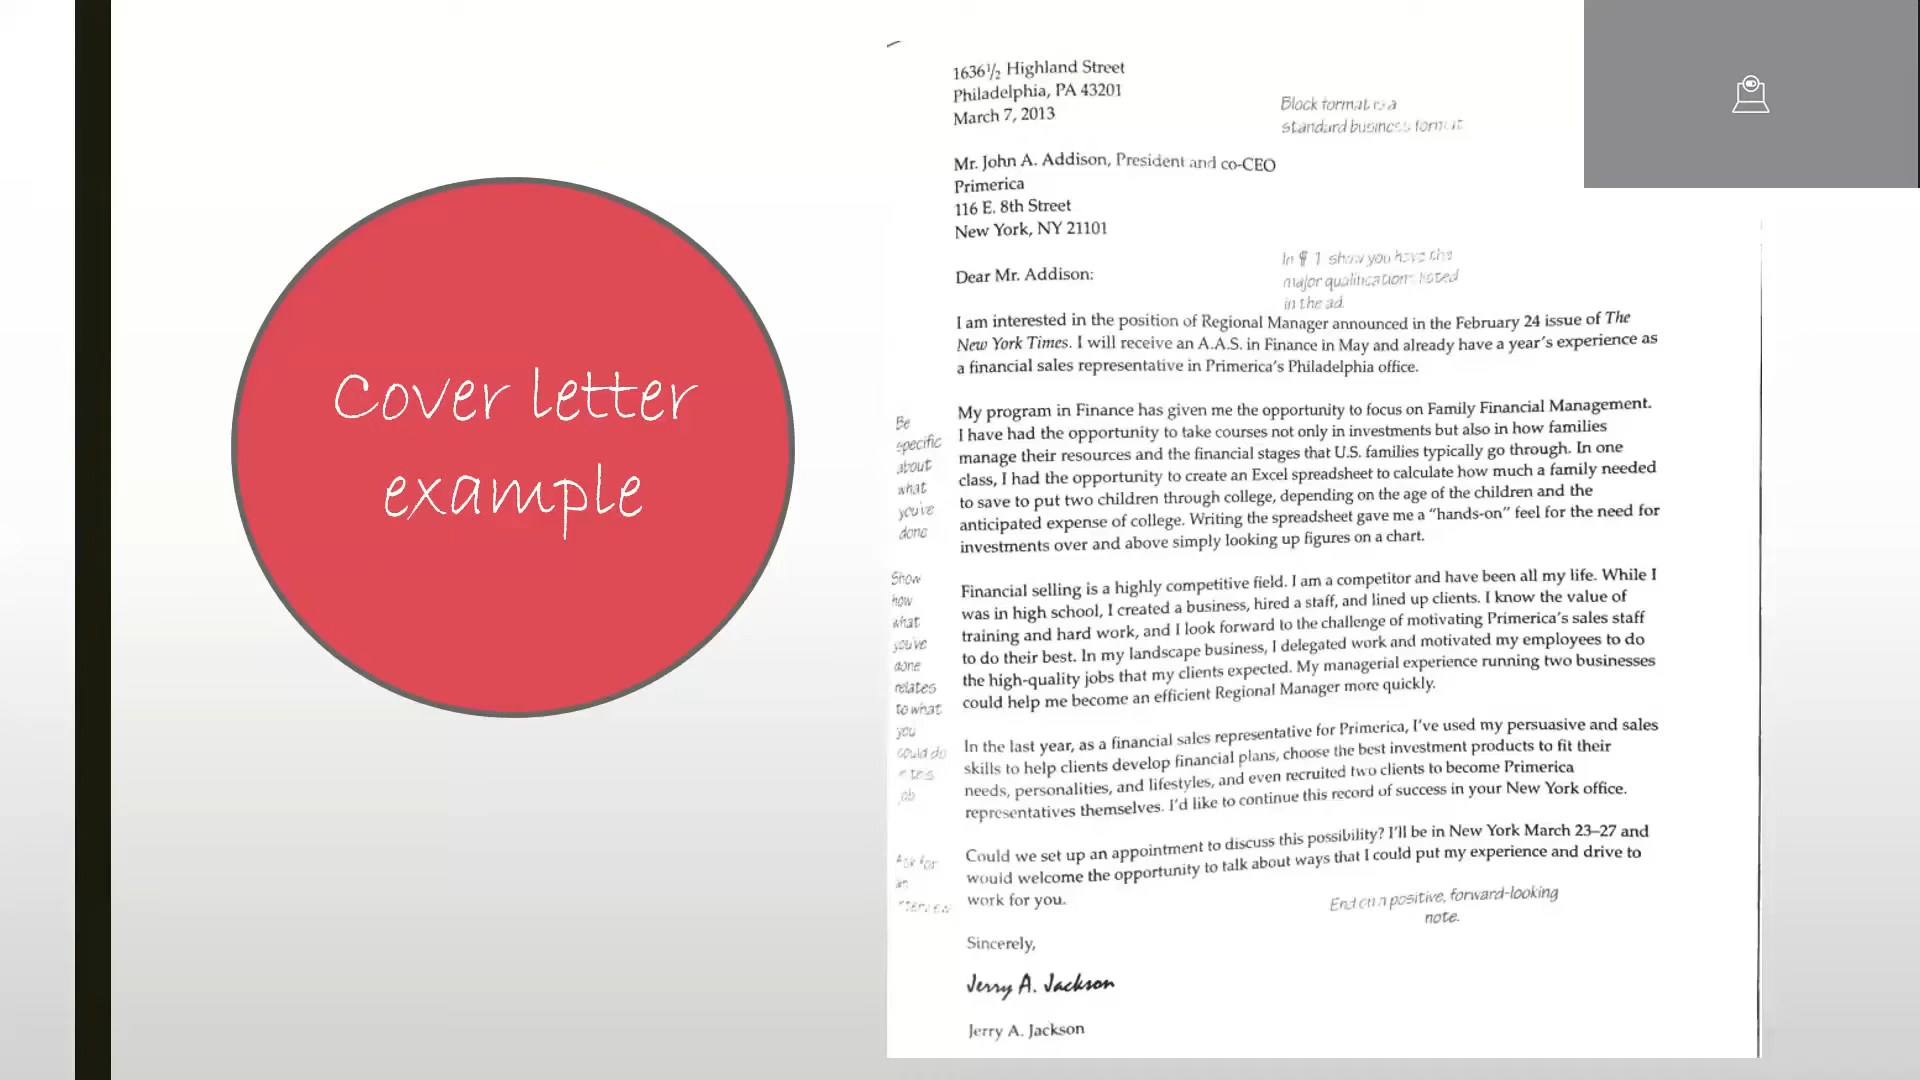 Cover letter
example
1636 1/2 Highland Street
Philadelphia, PA 43201
March 7, 2013
Block format is a
standard business format.
Mr. John A. Addison, President and co-CEO
Primerica
116 E. 8th Street
New York, NY 21101
Dear Mr. Addison:
In ¶ 1 show you have the
major qualifications listed
in the ad.
I am interested in the position of Regional Manager announced in the February 24 issue of The
New York Times. I will receive an A.A.S. in Finance in May and already have a year's experience as
a financial sales representative in Primerica's Philadelphia office.
Be
specific
about
what
you've
done
My program in Finance has given me the opportunity to focus on Family Financial Management.
I have had the opportunity to take courses not only in investments but also in how families
manage their resources and the financial stages that U.S. families typically go through. In one
class, I had the opportunity to create an Excel spreadsheet to calculate how much a family needed
to save to put two children through college, depending on the age of the children and the
anticipated expense of college. Writing the spreadsheet gave me a “hands-on” feel for the need for
investments over and above simply looking up figures on a chart.
Show
how
what
you've
done
relates
to what
you
could do
job
Financial selling is a highly competitive field. I am a competitor and have been all my life. While I
was in high school, I created a business, hired a staff, and lined up clients. I know the value of
training and hard work, and I look forward to the challenge of motivating Primerica's sales staff
to do their best. In my landscape business, I delegated work and motivated my employees to do
the high-quality jobs that my clients expected. My managerial experience running two businesses
could help me become an efficient Regional Manager more quickly.
In the last year, as a financial sales representative for Primerica, I've used my persuasive and sales
skills to help clients develop financial plans, choose the best investment products to fit their
needs, personalities, and lifestyles, and even recruited two clients to become Primerica
representatives themselves. I'd like to continue this record of success in your New York office.
Ask for
an
interview
Could we set up an appointment to discuss this possibility? I'll be in New York March 23–27 and
would welcome the opportunity to talk about ways that I could put my experience and drive to
work for you.
End on a positive, forward-looking
note.
Sincerely,
Jerry A. Jackson
Jerry A. Jackson